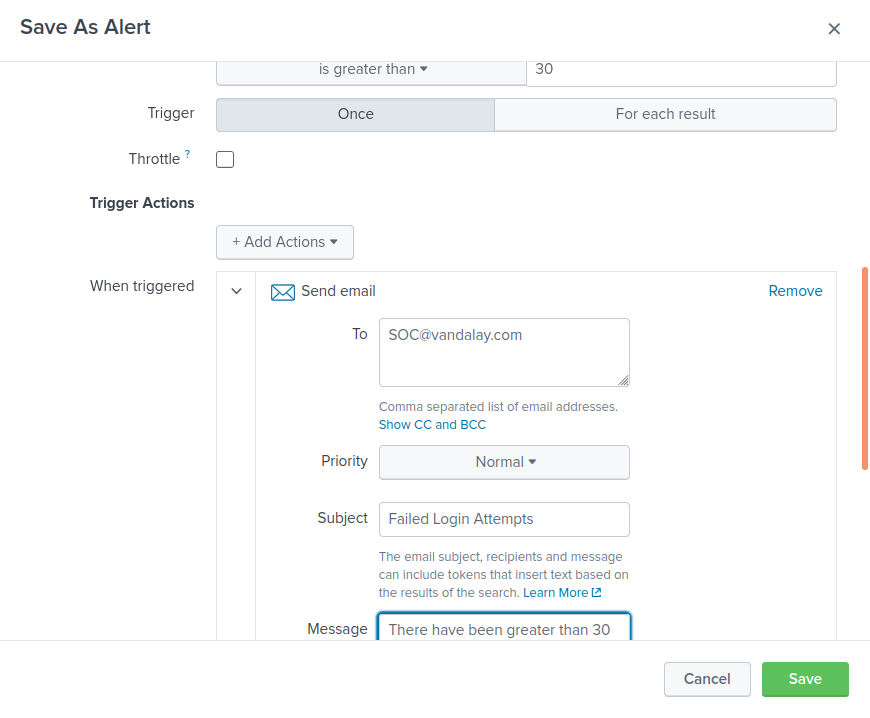 Save As Alert
is greater than
30
Trigger
Once
For each result
Throttle ?
Trigger Actions
+ Add Actions
When triggered
Send email
Remove
To
SOC@vandalay.com
Comma separated list of email addresses.
Show CC and BCC
Priority
Normal
Subject
Failed Login Attempts
The email subject, recipients and message
can include tokens that insert text based on
the results of the search. Learn More
Message
There have been greater than 30
Cancel
Save